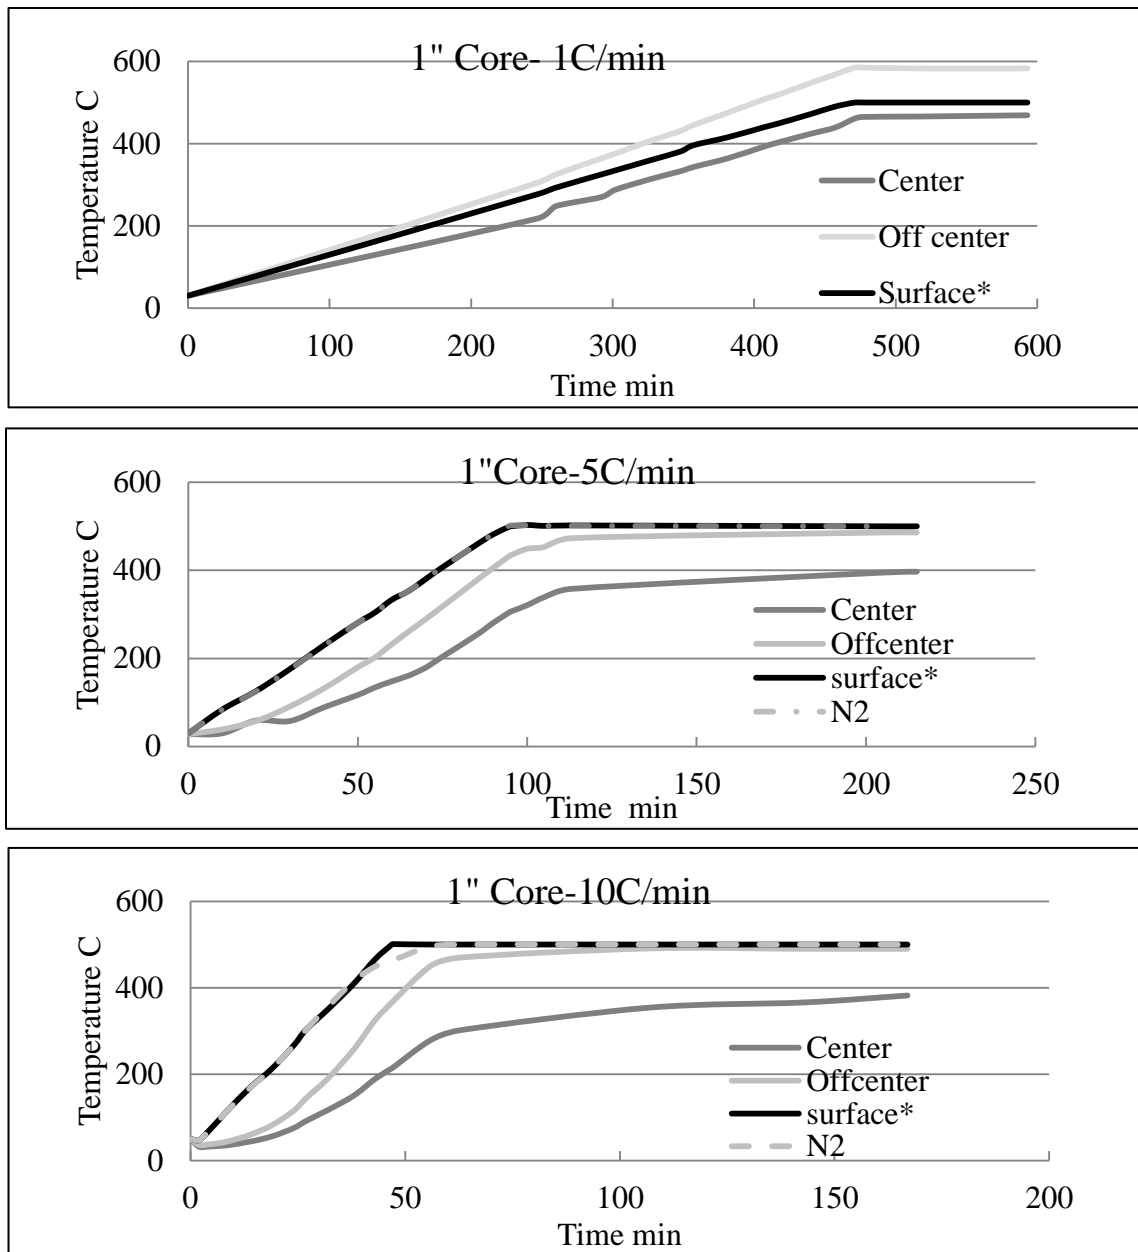 1" Core- 1C/min
Temperature C
600
400
200
0
0 100 200 300 400 500 600
Time min
Center
Off center
Surface*
1"Core-5C/min
Temperature C
600
400
200
0
0 50 100 150 200 250
Time min
Center
Offcenter
surface*
N2
1" Core-10C/min
Temperature C
600
400
200
0
0 50 100 150 200
Time min
Center
Offcenter
surface*
N2